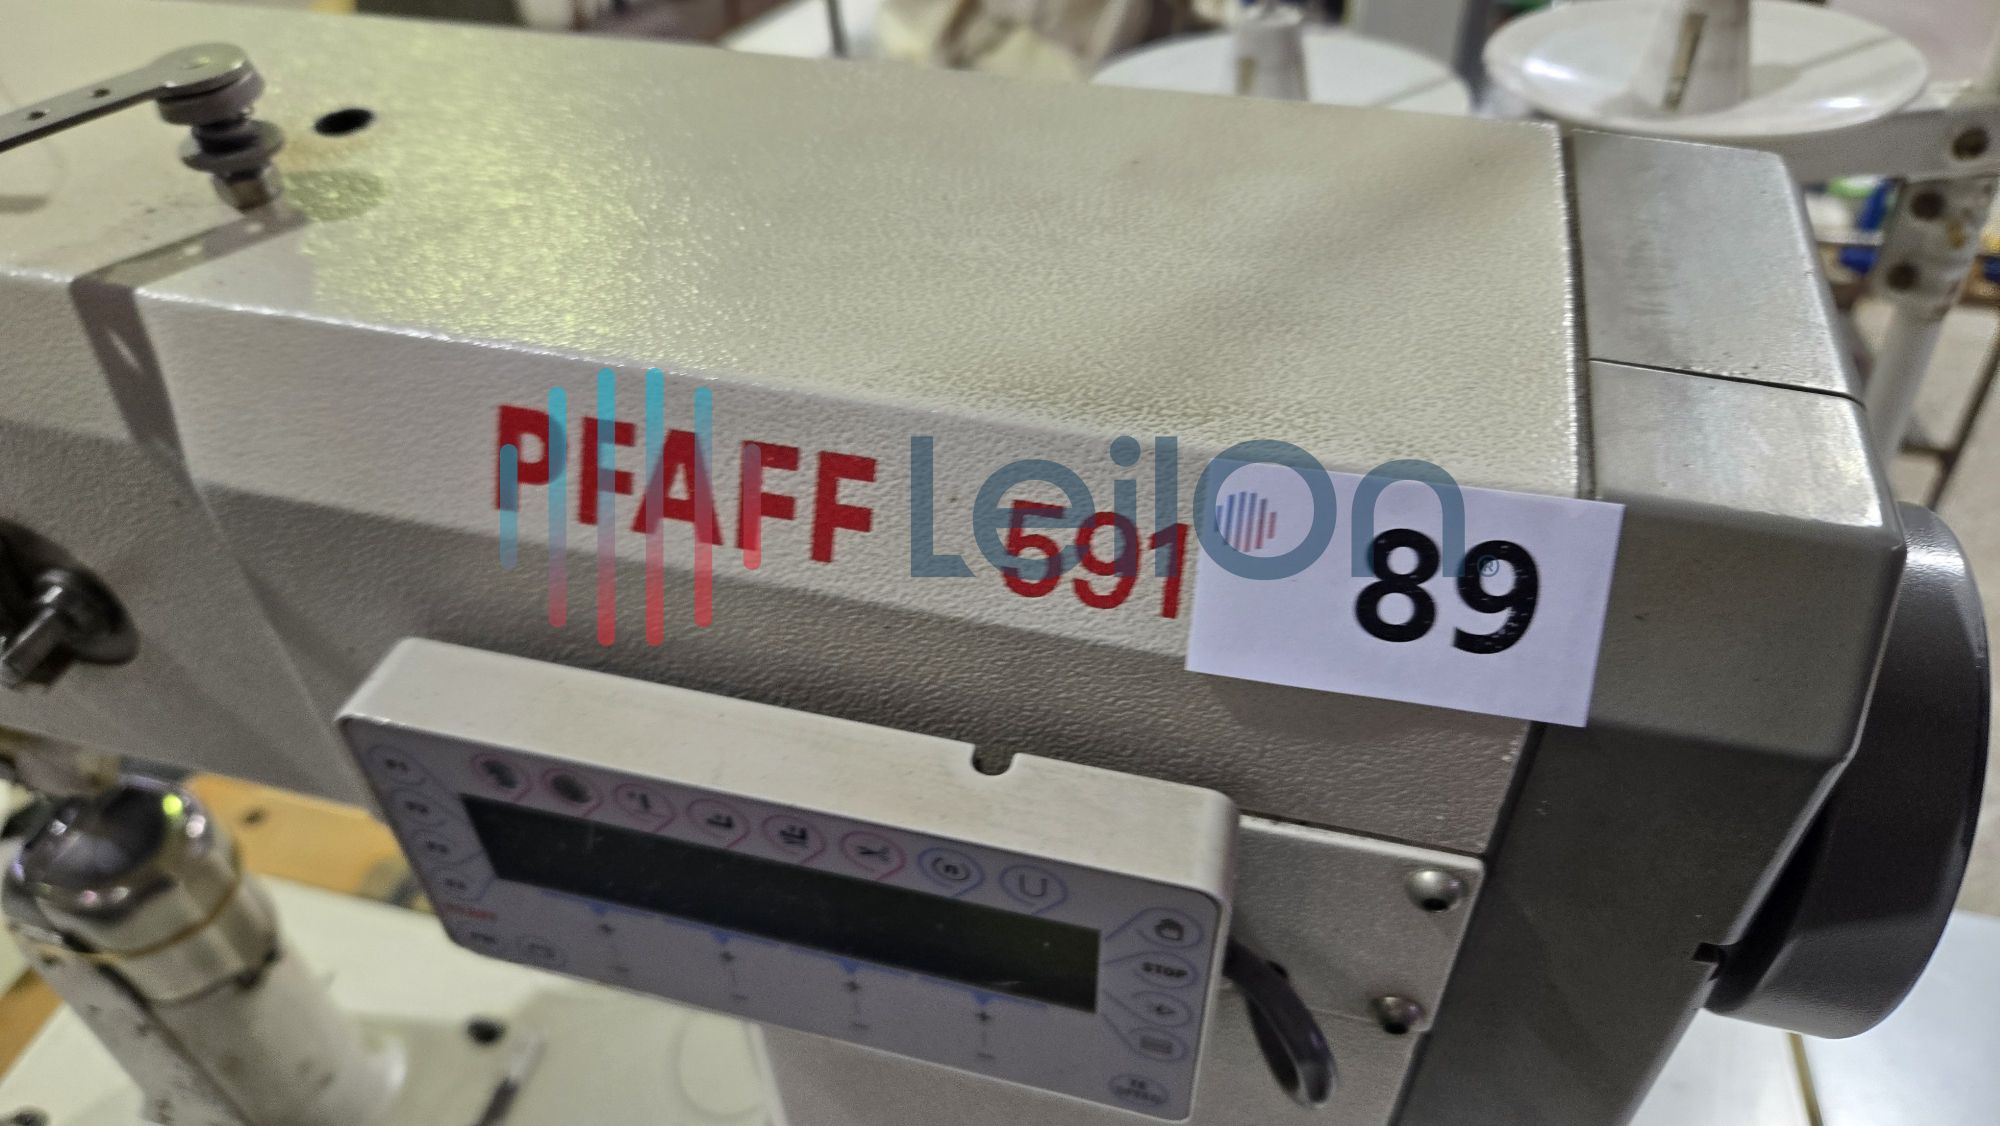 PFAFF 591
LeilOn®
89
STOP